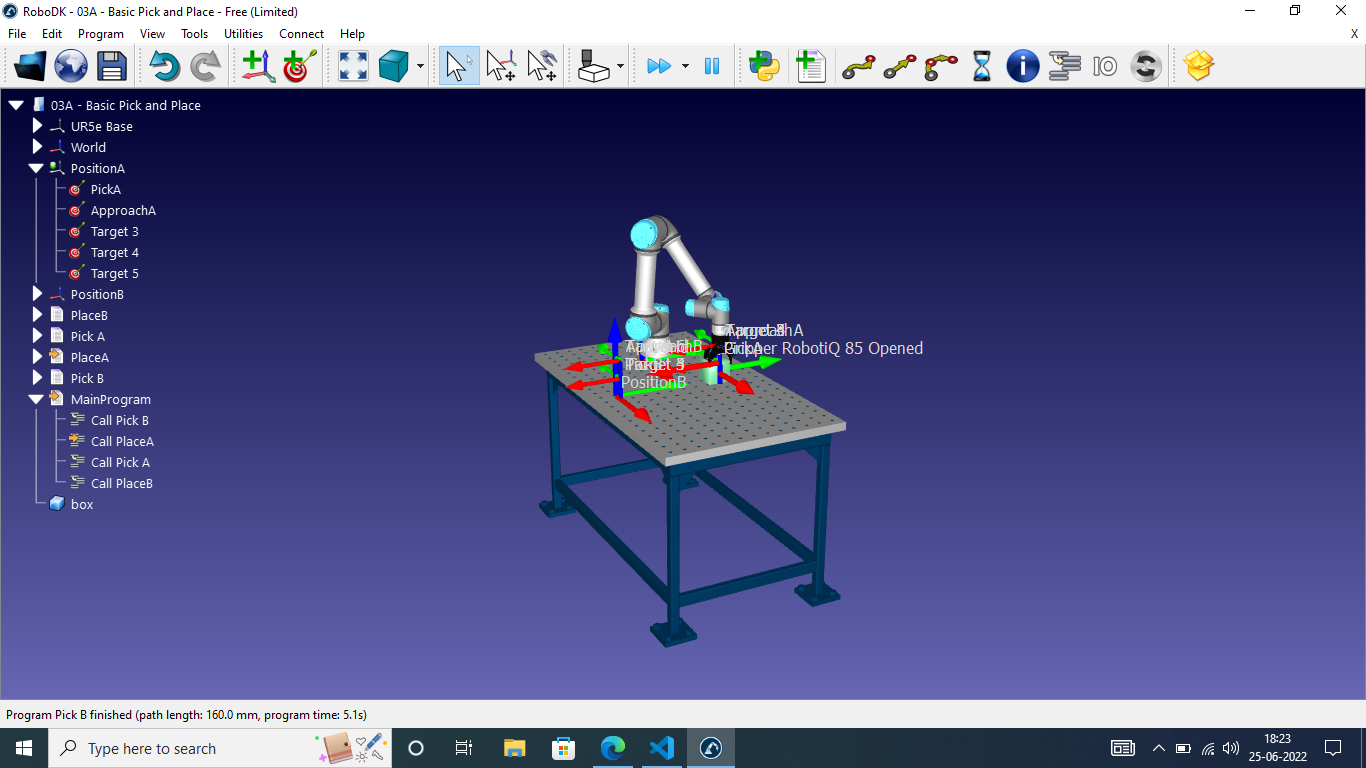 RoboDK - 03A - Basic Pick and Place - Free (Limited)
File Edit Program View Tools Utilities Connect Help X
IO
03A - Basic Pick and Place
UR5e Base
World
PositionA
PickA
ApproachA
Target 3
Target 4
Target 5
PositionB
PlaceB
Pick A
PlaceA
Pick B
MainProgram
Call Pick B
Call PlaceA
Call Pick A
Call PlaceB
box
Gripper RobotiQ 85 Opened
PositionB
Program Pick B finished (path length: 160.0 mm, program time: 5.1s)
Type here to search
18:23
25-06-2022